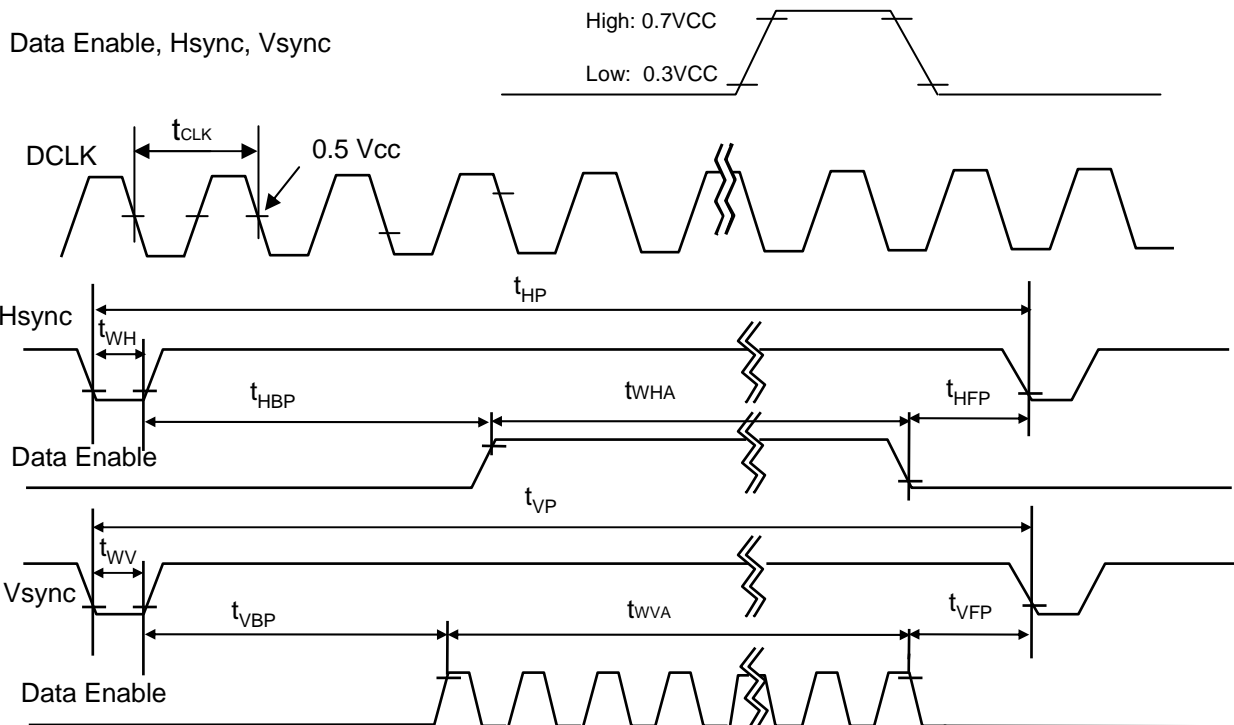 High: 0.7VCC
Data Enable, Hsync, Vsync
Low: 0.3VCC
tCLK
DCLK
0.5 Vcc
tHP
Hsync
tWH
tHBP
tWHA
tHFP
Data Enable
tVP
tWV
Vsync
tVBP
tWVA
tVFP
Data Enable